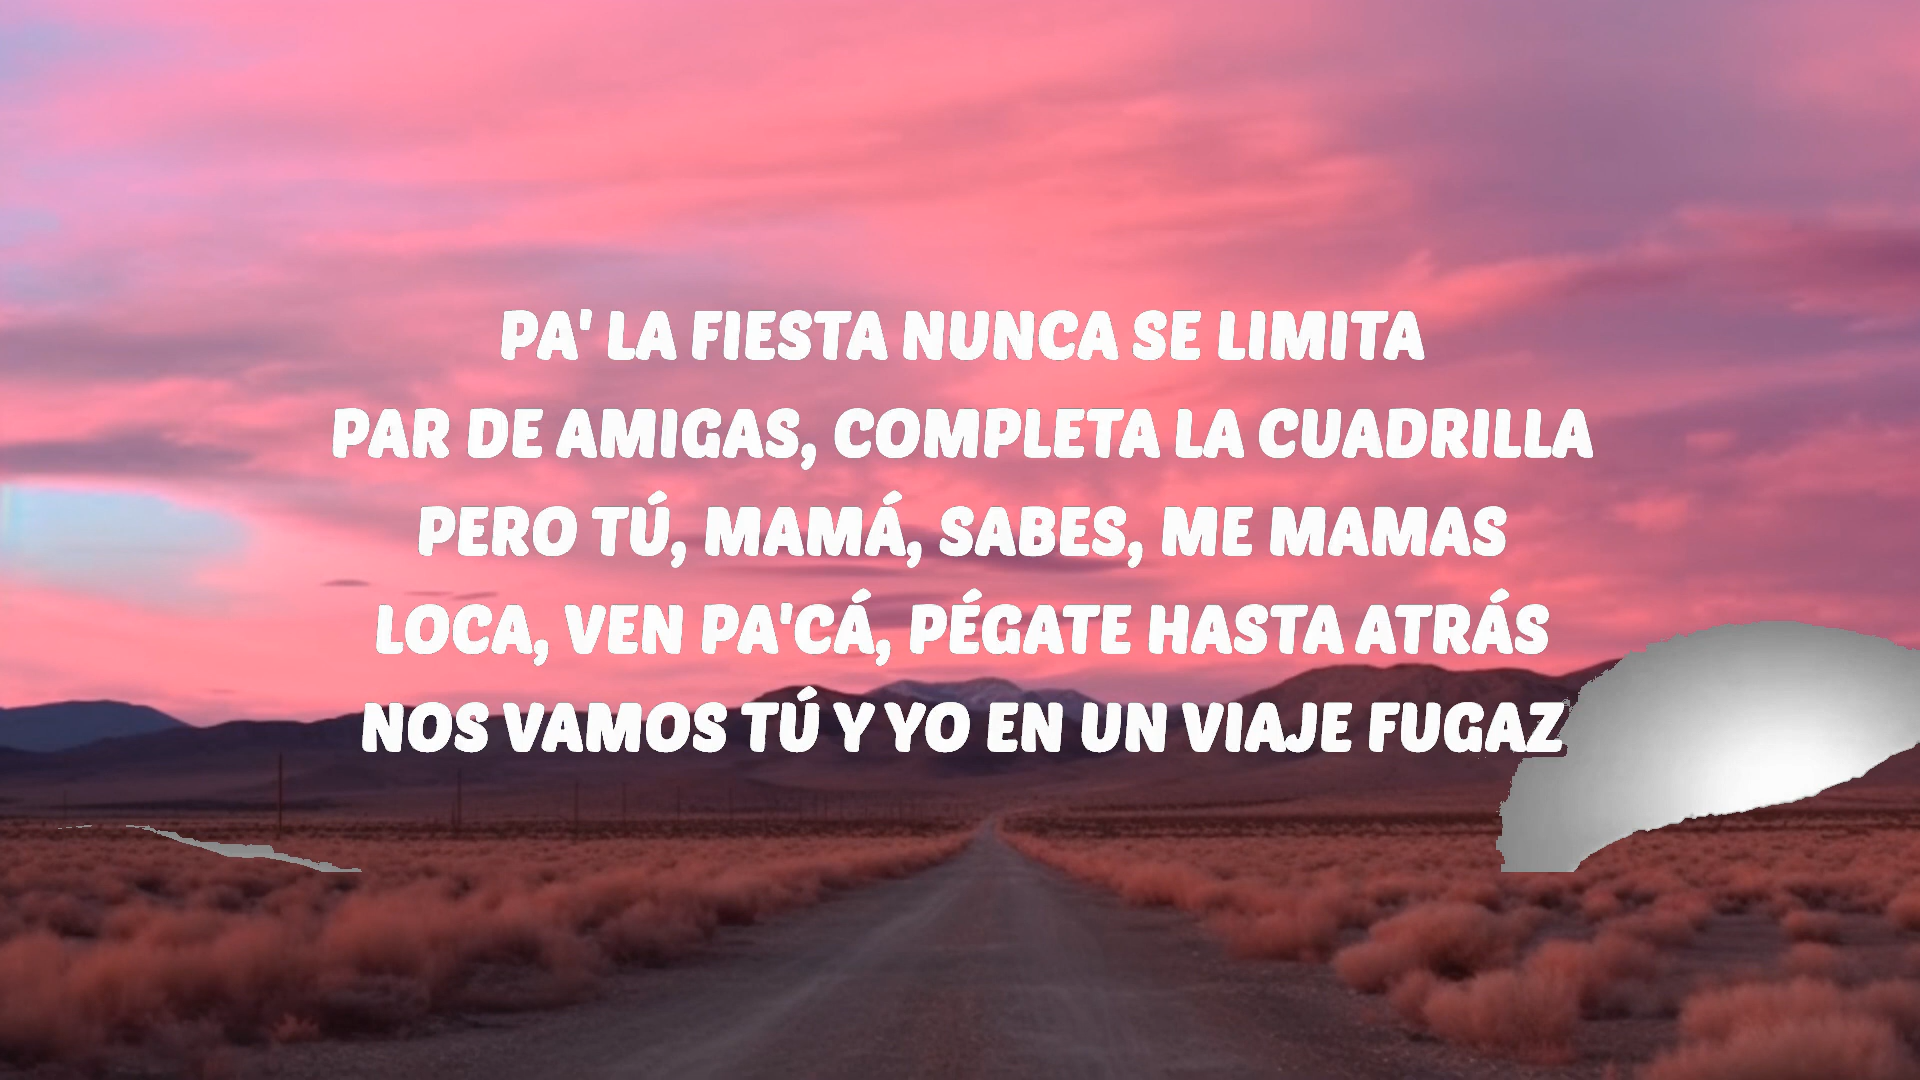 PA' LA FIESTA NUNCA SE LIMITA
PAR DE AMIGAS, COMPLETA LA CUADRILLA
PERO TÚ, MAMÁ, SABES, ME MAMAS
LOCA, VEN PA'CÁ, PÉGATE HASTA ATRÁS
NOS VAMOS TÚ Y YO EN UN VIAJE FUGAZ